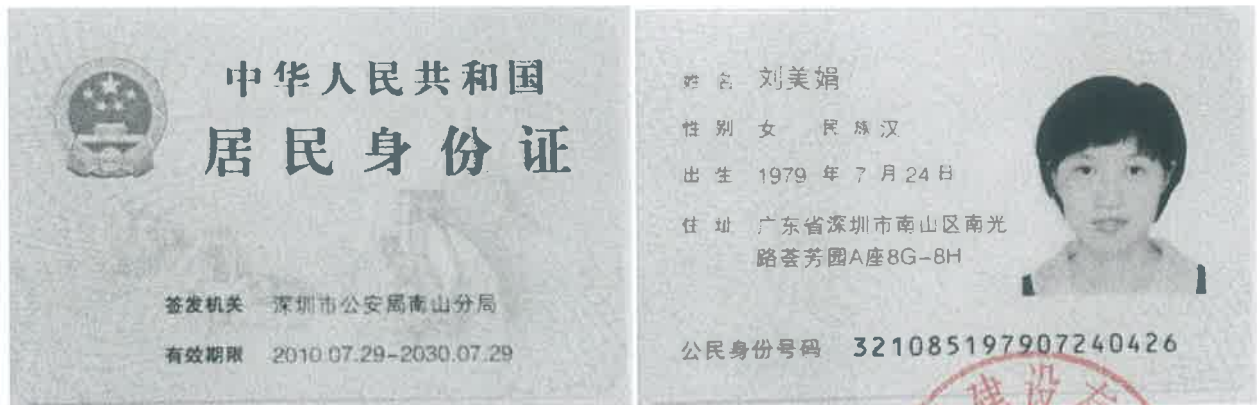 中华人民共和国
居民身份证
签发机关 深圳市公安局南山分局
有效期限 2010.07.29-2030.07.29
姓名 刘美娟
性别 女 民族 汉
出生 1979 年 7 月 24 日
住址 广东省深圳市南山区南光
路荟芳园A座8G-8H
公民身份号码 321085197907240426
建设